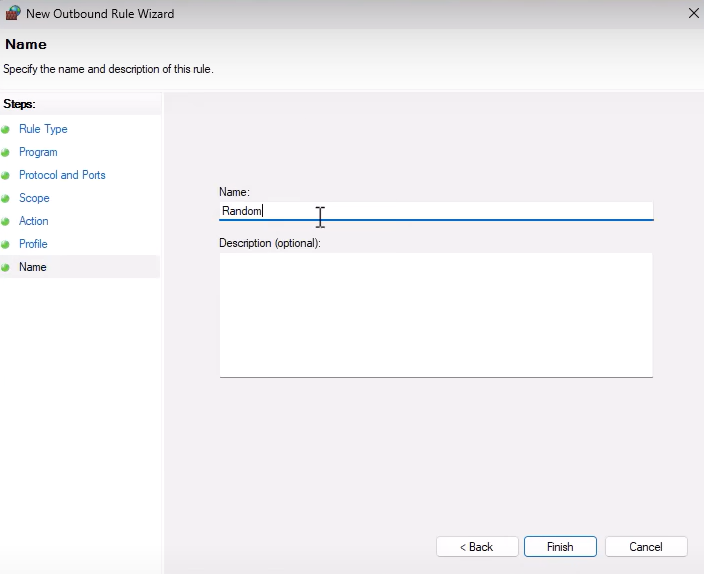 New Outbound Rule Wizard
Name
Specify the name and description of this rule.
Steps:
Rule Type
Program
Protocol and Ports
Scope
Action
Profile
Name
Name:
Random
Description (optional):
< Back
Finish
Cancel